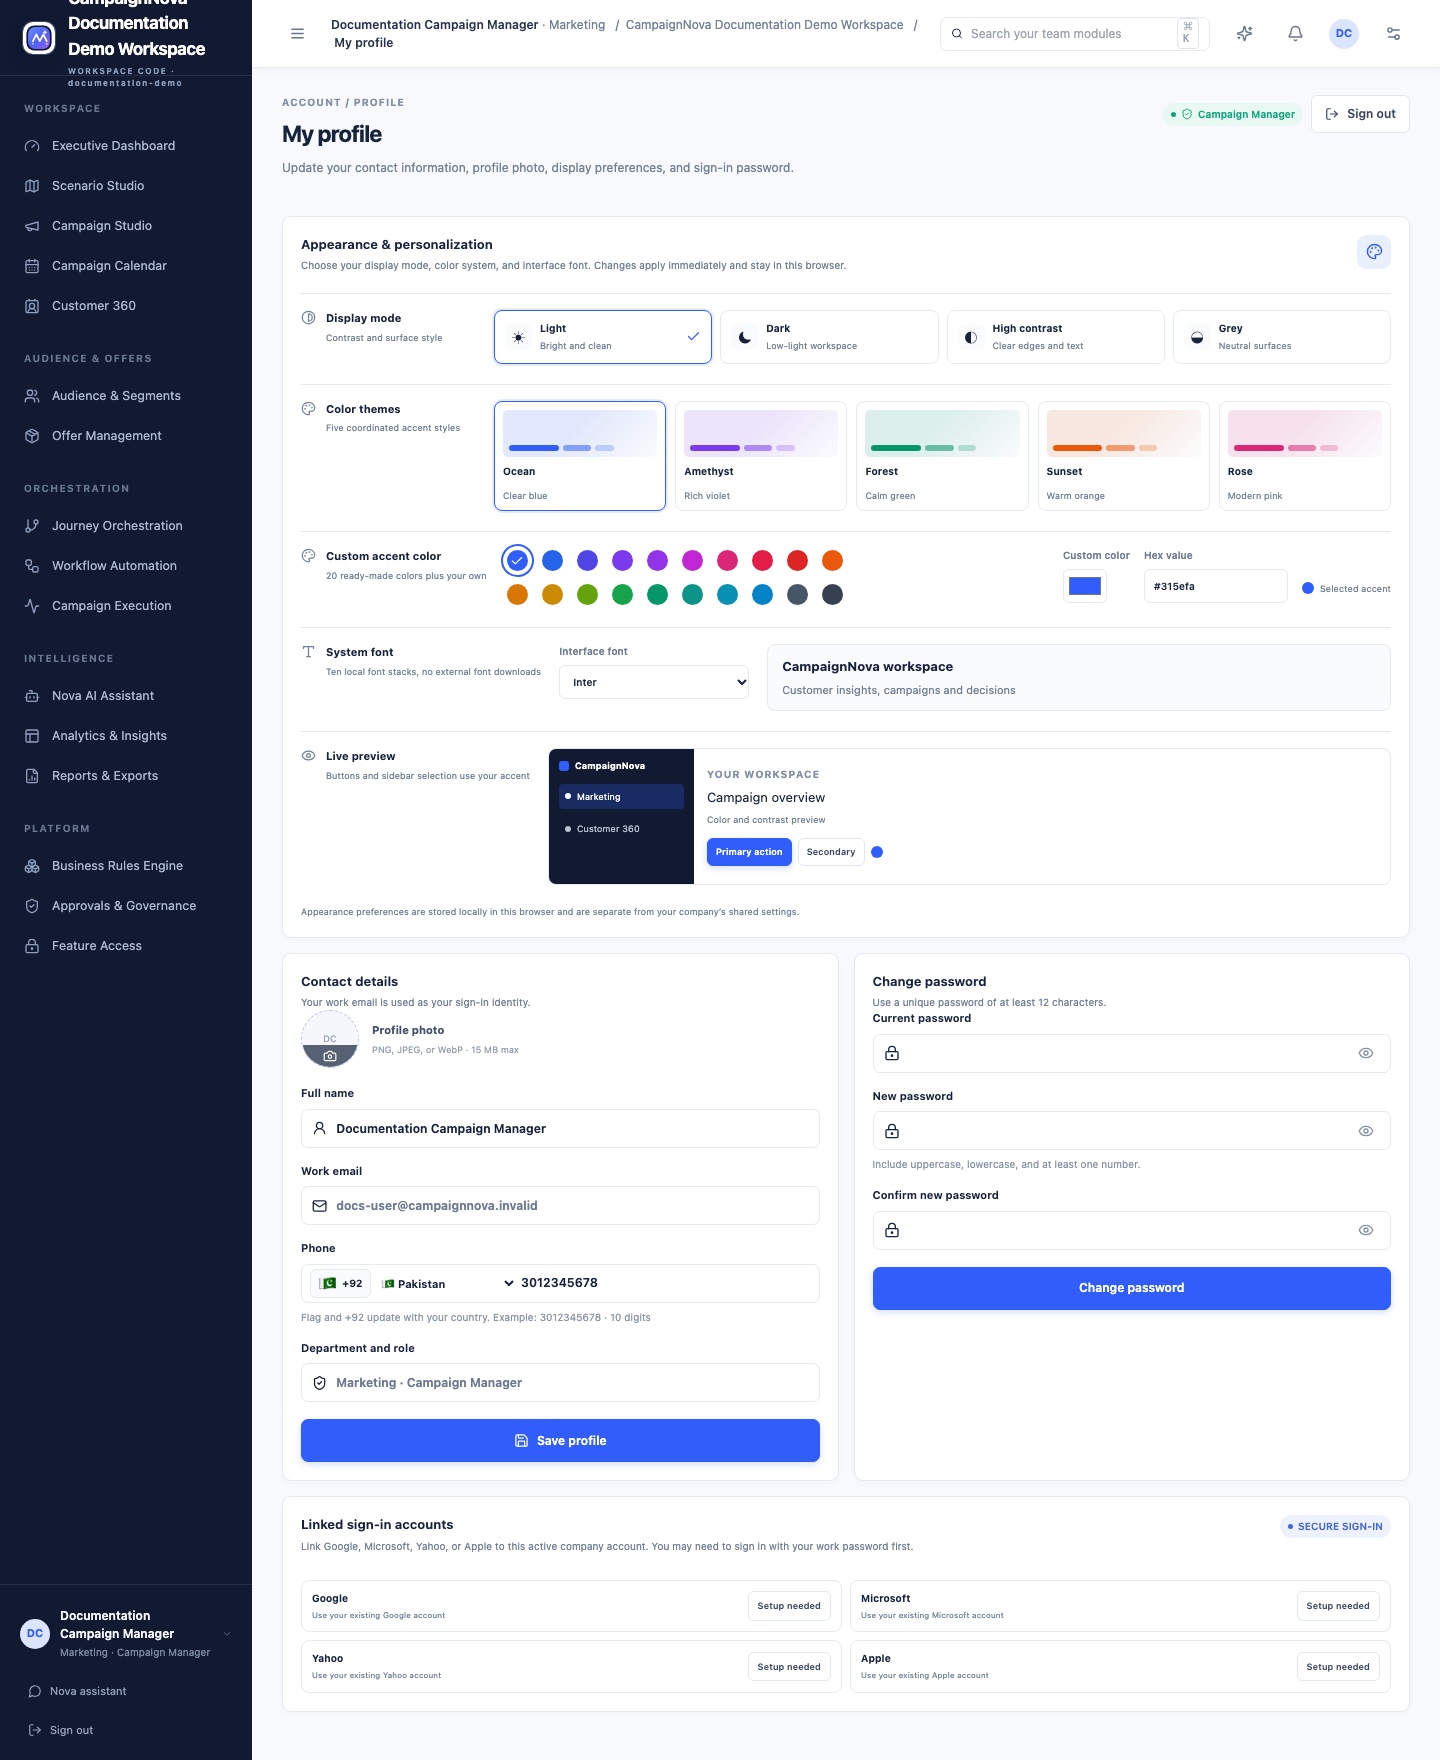 CampaignNova
Documentation
Demo Workspace
WORKSPACE CODE ·
documentation-demo
WORKSPACE
Executive Dashboard
Scenario Studio
Campaign Studio
Campaign Calendar
Customer 360
AUDIENCE & OFFERS
Audience & Segments
Offer Management
ORCHESTRATION
Journey Orchestration
Workflow Automation
Campaign Execution
INTELLIGENCE
Nova AI Assistant
Analytics & Insights
Reports & Exports
PLATFORM
Business Rules Engine
Approvals & Governance
Feature Access
DC
Documentation
Campaign Manager
Marketing · Campaign Manager
Nova assistant
Sign out
Documentation Campaign Manager · Marketing / CampaignNova Documentation Demo Workspace /
My profile
Search your team modules
⌘
K
DC
ACCOUNT / PROFILE
My profile
Update your contact information, profile photo, display preferences, and sign-in password.
Campaign Manager
Sign out
Appearance & personalization
Choose your display mode, color system, and interface font. Changes apply immediately and stay in this browser.
Display mode
Contrast and surface style
Light
Bright and clean
Dark
Low-light workspace
High contrast
Clear edges and text
Grey
Neutral surfaces
Color themes
Five coordinated accent styles
Ocean
Clear blue
Amethyst
Rich violet
Forest
Calm green
Sunset
Warm orange
Rose
Modern pink
Custom accent color
20 ready-made colors plus your own
Custom color
Hex value
#315efa
Selected accent
System font
Ten local font stacks, no external font downloads
Interface font
Inter
CampaignNova workspace
Customer insights, campaigns and decisions
Live preview
Buttons and sidebar selection use your accent
CampaignNova
Marketing
Customer 360
YOUR WORKSPACE
Campaign overview
Color and contrast preview
Primary action
Secondary
Appearance preferences are stored locally in this browser and are separate from your company's shared settings.
Contact details
Your work email is used as your sign-in identity.
DC
Profile photo
PNG, JPEG, or WebP · 15 MB max
Full name
Documentation Campaign Manager
Work email
docs-user@campaignnova.invalid
Phone
🇵🇰 +92 🇵🇰 Pakistan 3012345678
Flag and +92 update with your country. Example: 3012345678 · 10 digits
Department and role
Marketing · Campaign Manager
Save profile
Change password
Use a unique password of at least 12 characters.
Current password
New password
Include uppercase, lowercase, and at least one number.
Confirm new password
Change password
Linked sign-in accounts
Link Google, Microsoft, Yahoo, or Apple to this active company account. You may need to sign in with your work password first.
SECURE SIGN-IN
Google
Use your existing Google account
Setup needed
Microsoft
Use your existing Microsoft account
Setup needed
Yahoo
Use your existing Yahoo account
Setup needed
Apple
Use your existing Apple account
Setup needed